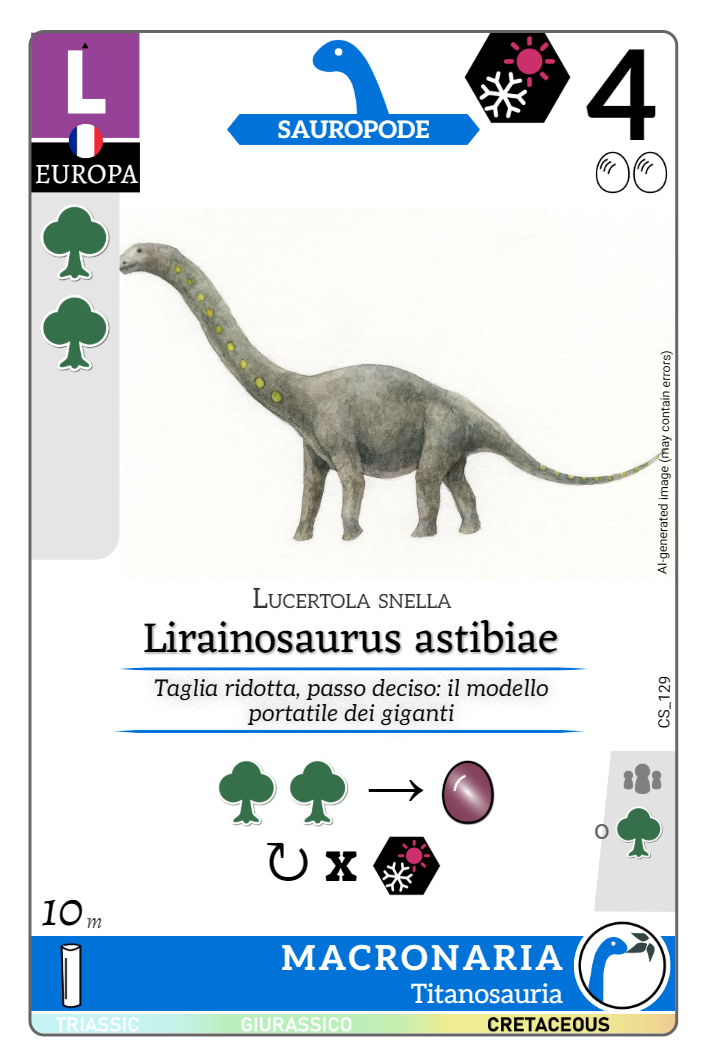 L
SAUROPODE
4
EUROPA
AI-generated image (may contain errors)
LUCERTOLA SNELLA
Lirainosaurus astibiae
Taglia ridotta, passo deciso: il modello
portatile dei giganti
CS_129
→
o
↻ x
10 m
MACRONARIA
Titanosauria
TRIASSIC GIURASSICO CRETACEOUS